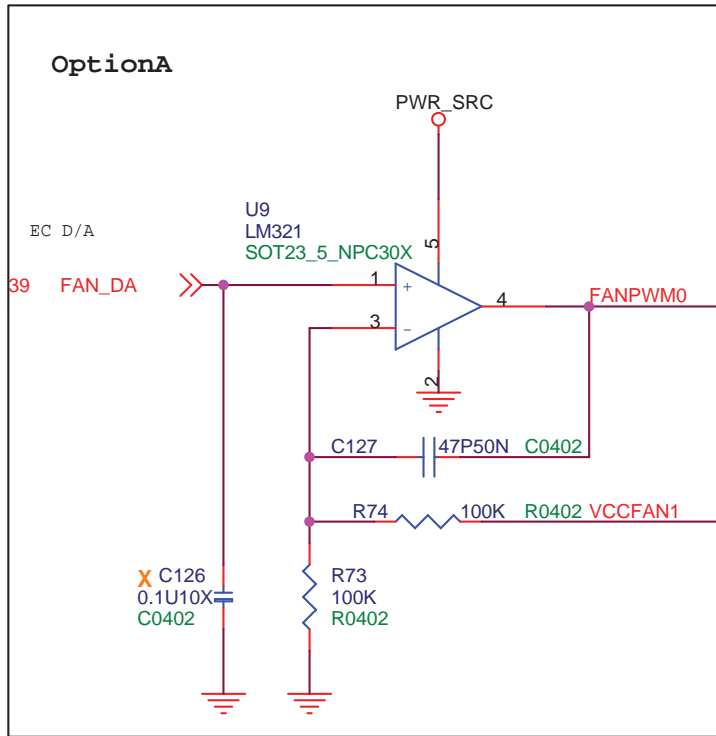 OptionA
PWR_SRC
U9
LM321
SOT23_5_NPC30X
EC D/A
39 FAN_DA
5
1
+
4
FANPWM0
3
-
2
C127 47P50N C0402
R74 100K R0402 VCCFAN1
X C126
0.1U10X
C0402
R73
100K
R0402